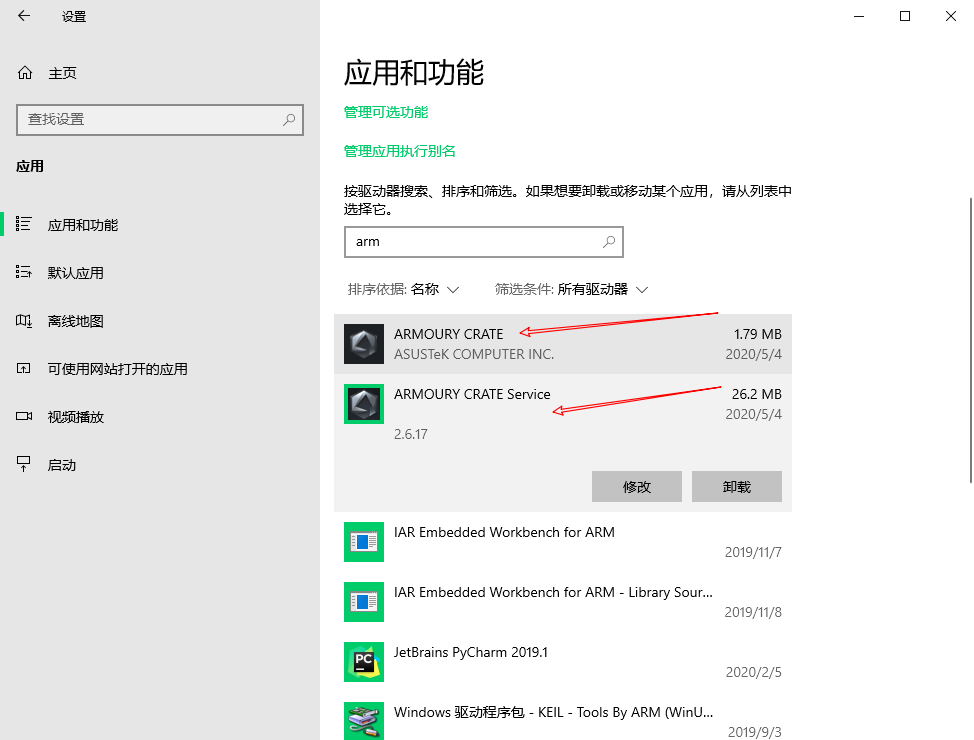 设置
主页
查找设置
应用
应用和功能
默认应用
离线地图
可使用网站打开的应用
视频播放
启动
应用和功能
管理可选功能
管理应用执行别名
按驱动器搜索、排序和筛选。如果想要卸载或移动某个应用，请从列表中
选择它。
arm
排序依据: 名称 筛选条件: 所有驱动器
ARMOURY CRATE 1.79 MB
ASUSTeK COMPUTER INC. 2020/5/4
ARMOURY CRATE Service 26.2 MB
2020/5/4
2.6.17
修改 卸载
IAR Embedded Workbench for ARM
2019/11/7
IAR Embedded Workbench for ARM - Library Sour...
2019/11/8
PC
JetBrains PyCharm 2019.1
2020/2/5
Windows 驱动程序包 - KEIL - Tools By ARM (WinU...
2019/9/3